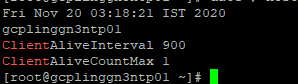 Fri Nov 20 03:18:21 IST 2020
gcplinggn3ntp01
ClientAliveInterval 900
ClientAliveCountMax 1
[root@gcplinggn3ntp01 ~]#